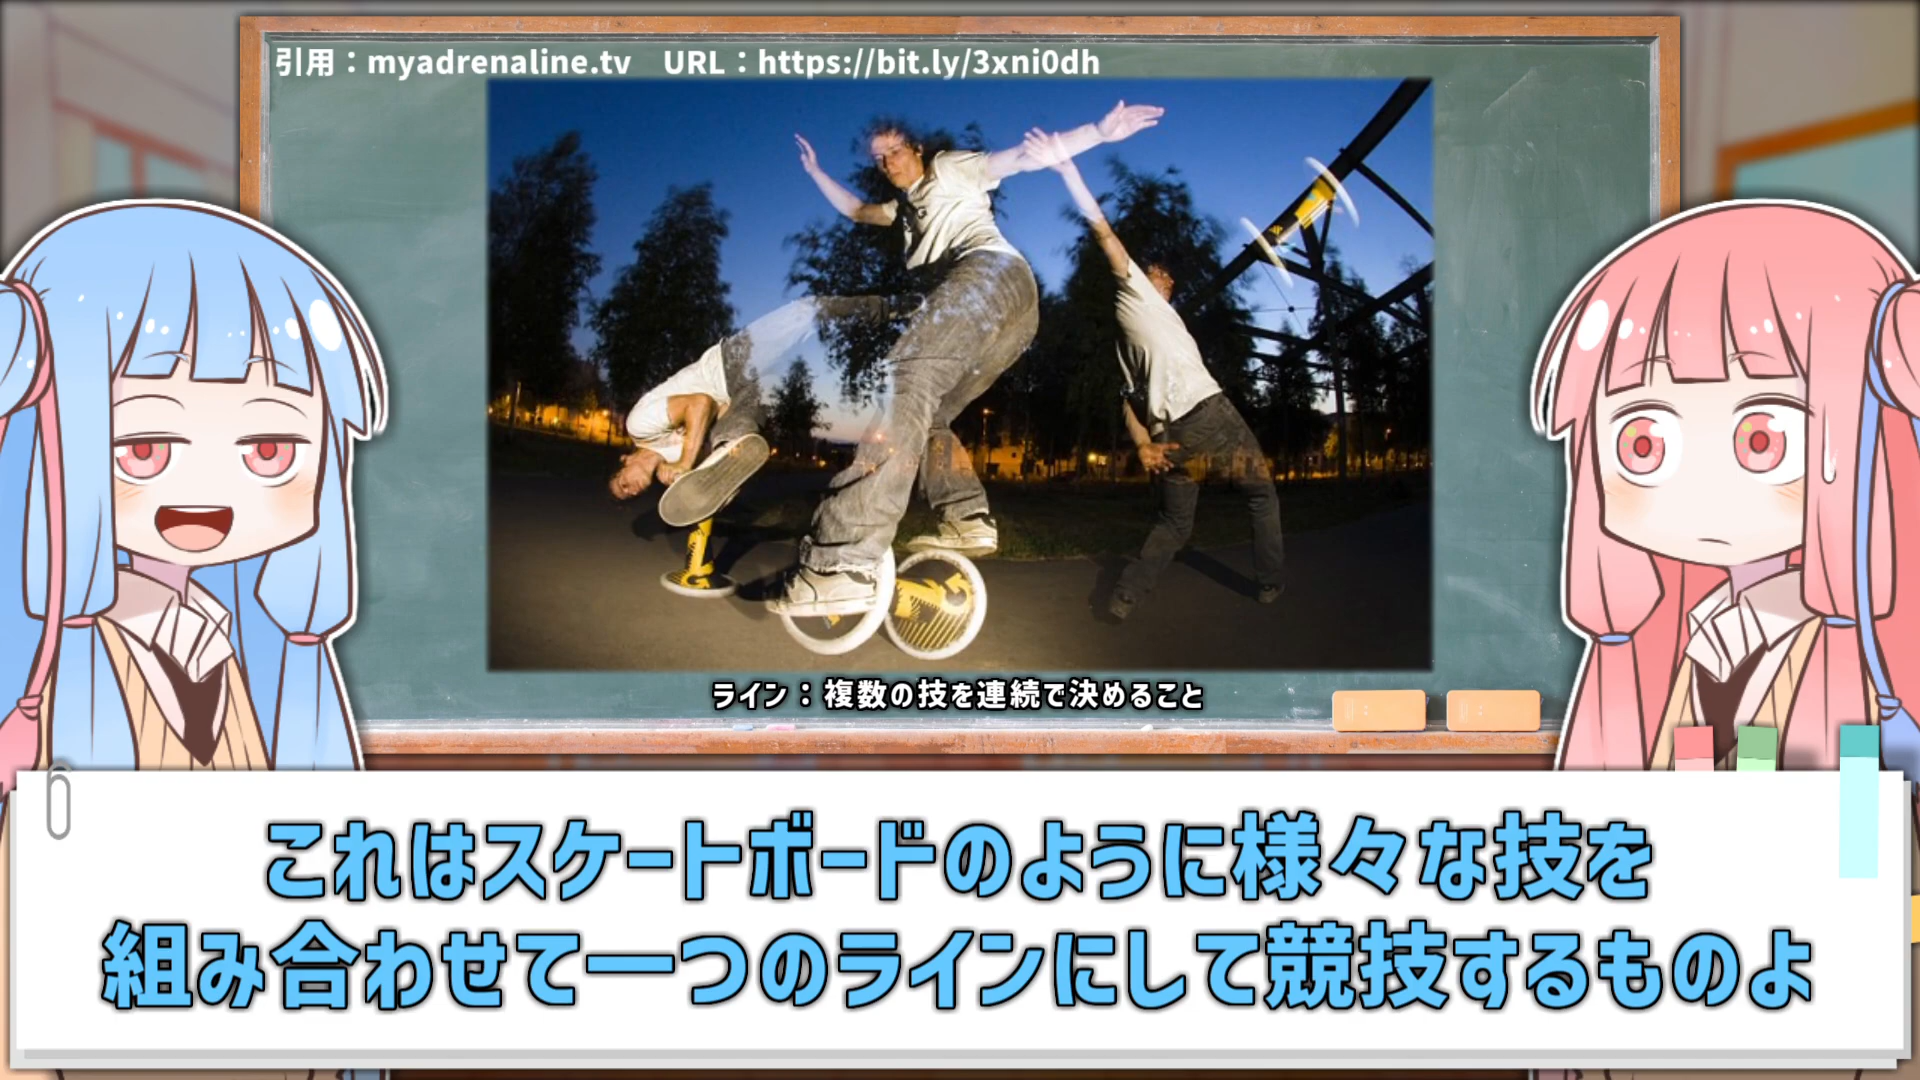 引用：myadrenaline.tv　URL：https://bit.ly/3xni0dh
ライン：複数の技を連続で決めること
これはスケートボードのように様々な技を
組み合わせて一つのラインにして競技するものよ